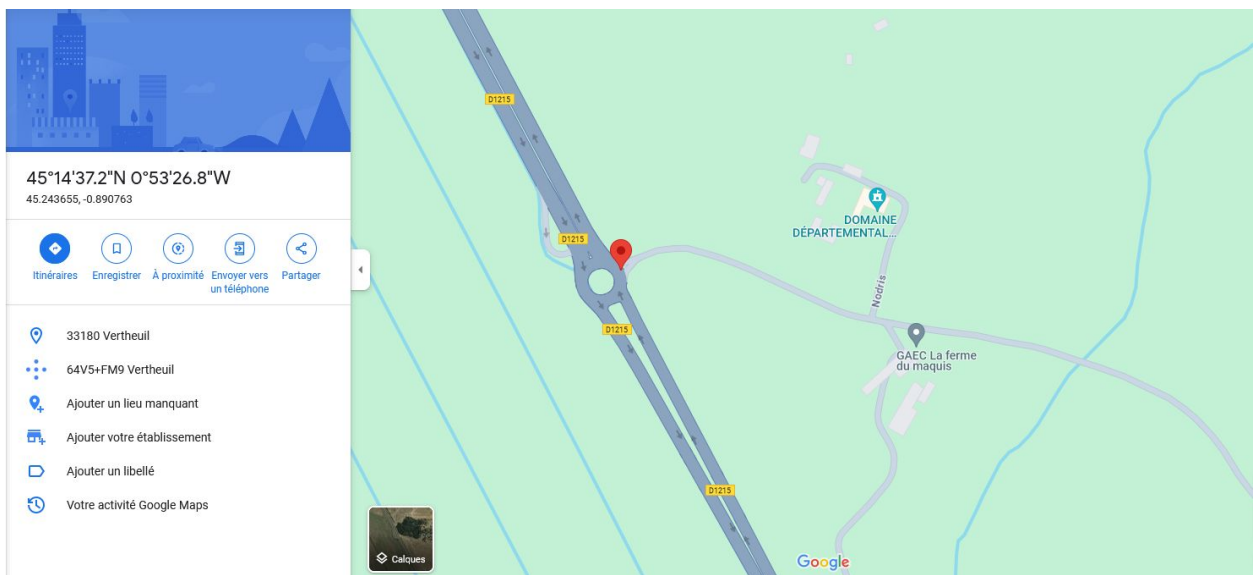 45°14'37.2"N 0°53'26.8"W
45.243655, -0.890763
Itinéraires
Enregistrer
À proximité
Envoyer vers
un téléphone
Partager
33180 Vertheuil
64V5+FM9 Vertheuil
Ajouter un lieu manquant
Ajouter votre établissement
Ajouter un libellé
Votre activité Google Maps
D1215
D1215
D1215
D1215
DOMAINE
DÉPARTEMENTAL...
Nodris
GAEC La ferme
du maquis
Calques
Google